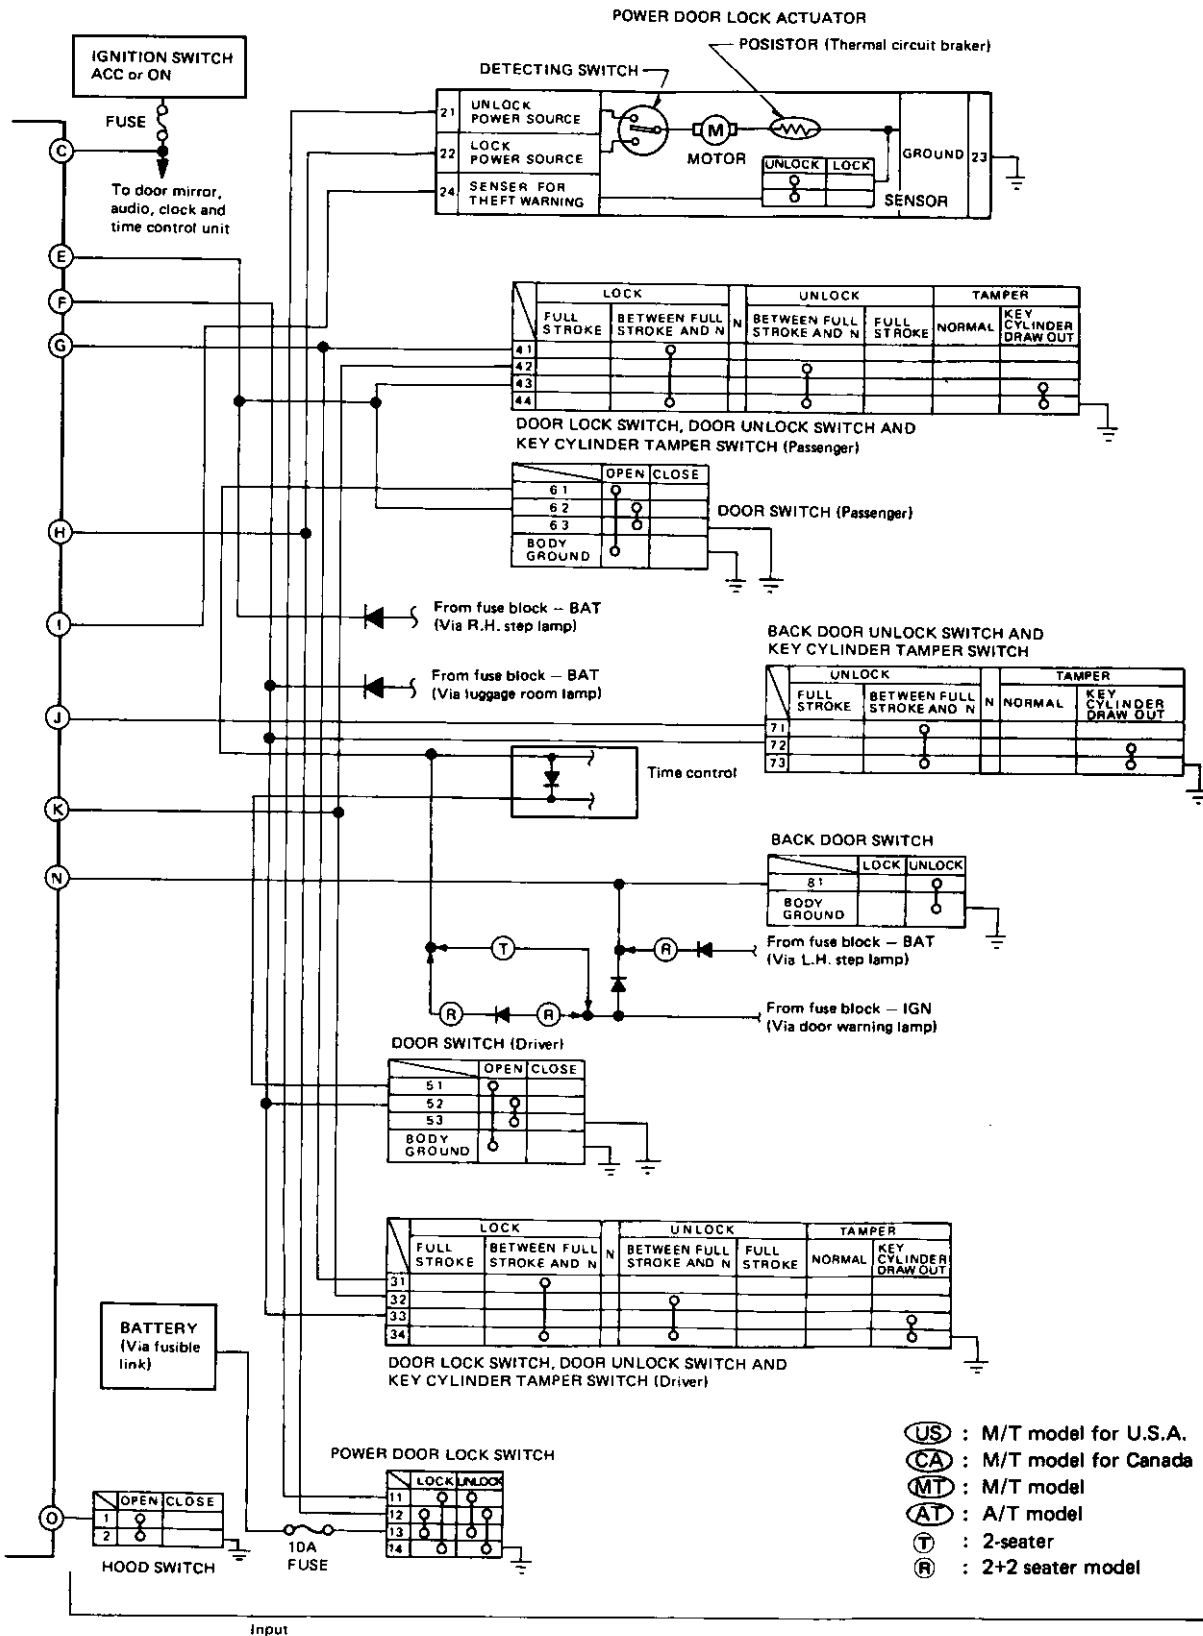 POWER DOOR LOCK ACTUATOR
POSISTOR (Thermal circuit braker)
IGNITION SWITCH
ACC or ON
DETECTING SWITCH
FUSE
21 UNLOCK
POWER SOURCE
22 LOCK
POWER SOURCE
24 SENSER FOR
THEFT WARNING
M
MOTOR
UNLOCK LOCK
SENSOR
GROUND 23
C
To door mirror,
audio, clock and
time control unit
E
F
G
LOCK N UNLOCK TAMPER
FULL
STROKE
BETWEEN FULL
STROKE AND N
BETWEEN FULL
STROKE AND N
FULL
STROKE
NORMAL
KEY
CYLINDER
DRAW OUT
41
42
43
44
DOOR LOCK SWITCH, DOOR UNLOCK SWITCH AND
KEY CYLINDER TAMPER SWITCH (Passenger)
OPEN CLOSE
61
62
63
BODY
GROUND
DOOR SWITCH (Passenger)
H
I
From fuse block – BAT
(Via R.H. step lamp)
From fuse block – BAT
(Via luggage room lamp)
BACK DOOR UNLOCK SWITCH AND
KEY CYLINDER TAMPER SWITCH
UNLOCK N TAMPER
FULL
STROKE
BETWEEN FULL
STROKE AND N
NORMAL
KEY
CYLINDER
DRAW OUT
71
72
73
J
Time control
K
N
BACK DOOR SWITCH
LOCK UNLOCK
81
BODY
GROUND
From fuse block – BAT
(Via L.H. step lamp)
T
R
R
R
From fuse block – IGN
(Via door warning lamp)
DOOR SWITCH (Driver)
OPEN CLOSE
51
52
53
BODY
GROUND
LOCK N UNLOCK TAMPER
FULL
STROKE
BETWEEN FULL
STROKE AND N
BETWEEN FULL
STROKE AND N
FULL
STROKE
NORMAL
KEY
CYLINDER
DRAW OUT
31
32
33
34
DOOR LOCK SWITCH, DOOR UNLOCK SWITCH AND
KEY CYLINDER TAMPER SWITCH (Driver)
BATTERY
(Via fusible
link)
POWER DOOR LOCK SWITCH
LOCK UNLOCK
11
12
13
14
10A
FUSE
O
OPEN CLOSE
1
2
HOOD SWITCH
US : M/T model for U.S.A.
CA : M/T model for Canada
MT : M/T model
AT : A/T model
T : 2-seater
R : 2+2 seater model
Input